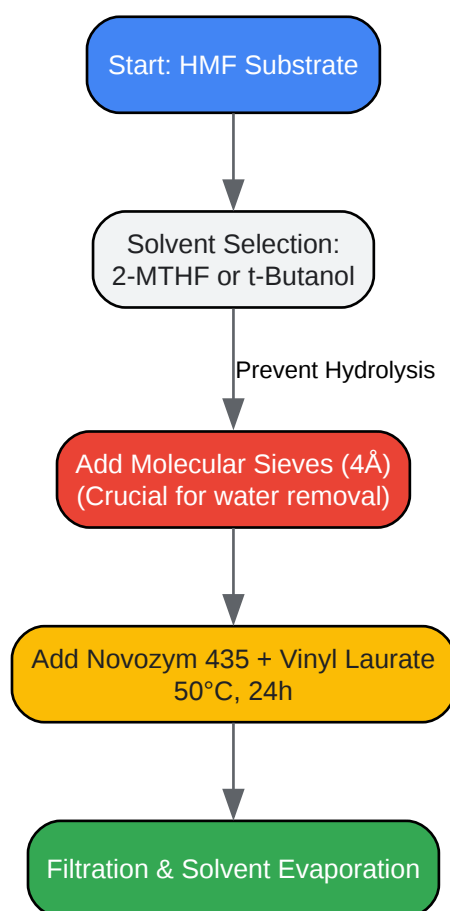 Start: HMF Substrate
Solvent Selection:
2-MTHF or t-Butanol
Prevent Hydrolysis
Add Molecular Sieves (4Å)
(Crucial for water removal)
Add Novozym 435 + Vinyl Laurate
50°C, 24h
Filtration & Solvent Evaporation